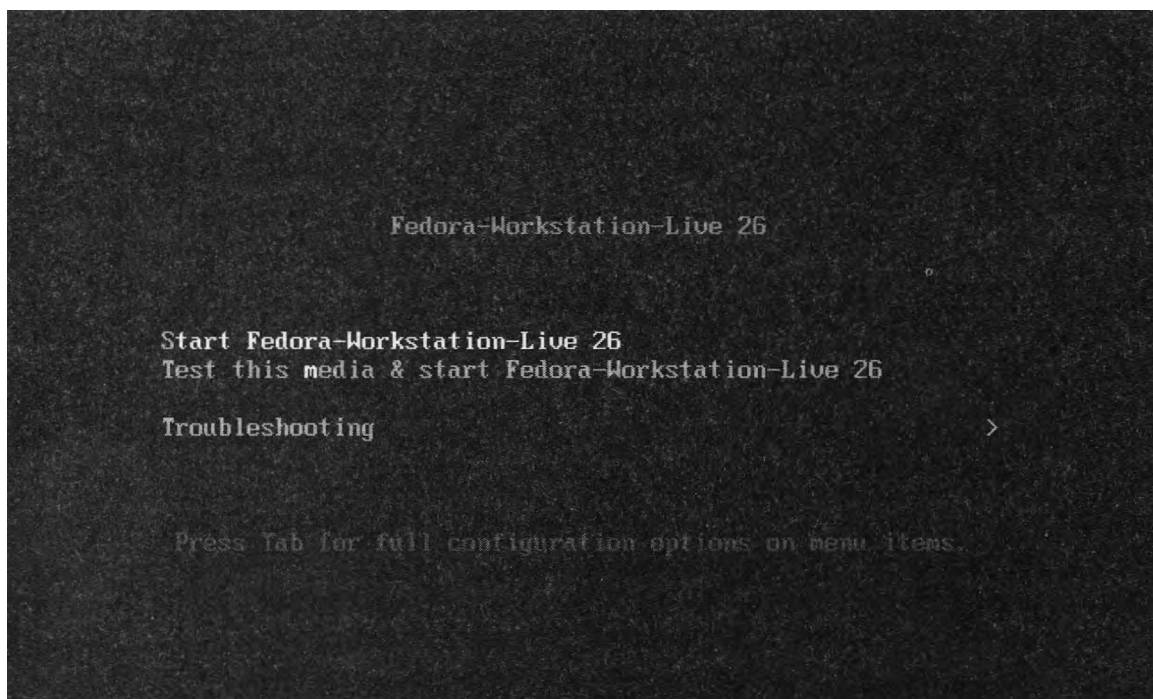 Fedora-Workstation-Live 26
Start Fedora-Workstation-Live 26
Test this media & start Fedora-Workstation-Live 26
Troubleshooting >
Press Tab for full configuration options on menu items.